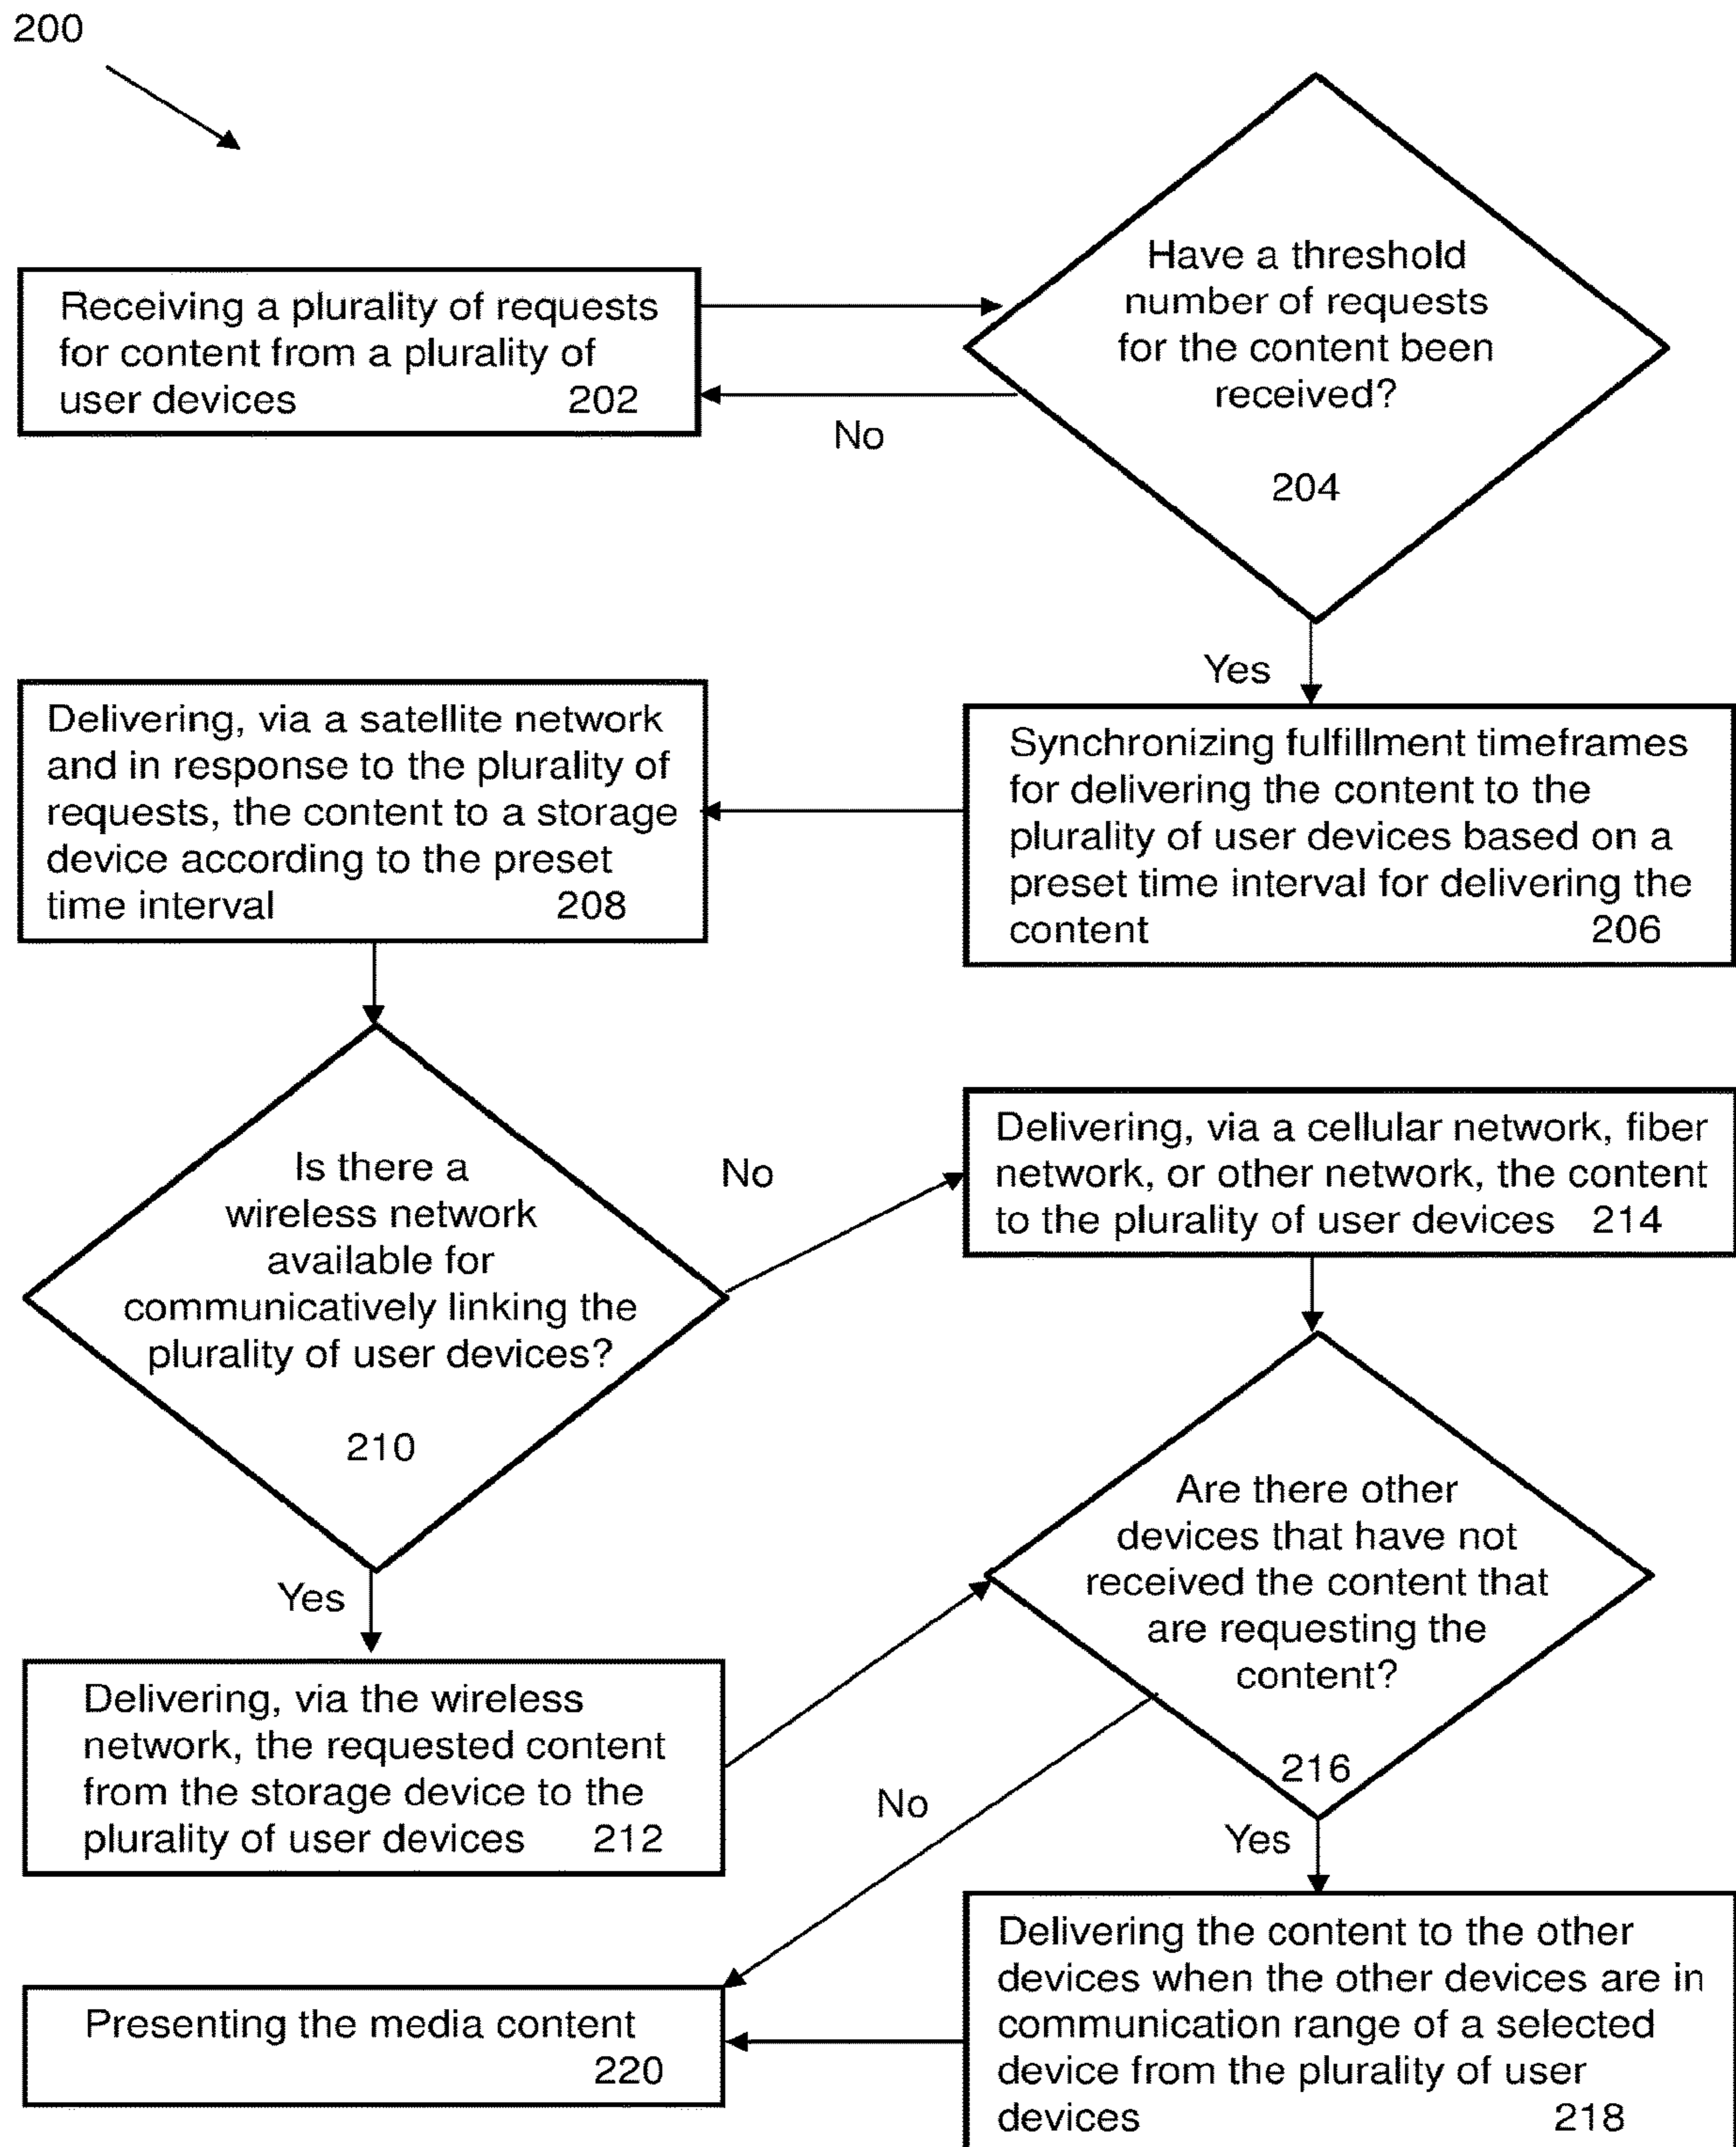 200
Receiving a plurality of requests
for content from a plurality of
user devices 202
Have a threshold
number of requests
for the content been
received?
204
No
Yes
Synchronizing fulfillment timeframes
for delivering the content to the
plurality of user devices based on a
preset time interval for delivering the
content 206
Delivering, via a satellite network
and in response to the plurality of
requests, the content to a storage
device according to the preset
time interval 208
Is there a
wireless network
available for
communicatively linking the
plurality of user devices?
210
No
Delivering, via a cellular network, fiber
network, or other network, the content
to the plurality of user devices 214
Yes
Delivering, via the wireless
network, the requested content
from the storage device to the
plurality of user devices 212
Are there other
devices that have not
received the content that
are requesting the
content?
216
No
Yes
Delivering the content to the other
devices when the other devices are in
communication range of a selected
device from the plurality of user
devices 218
Presenting the media content
220